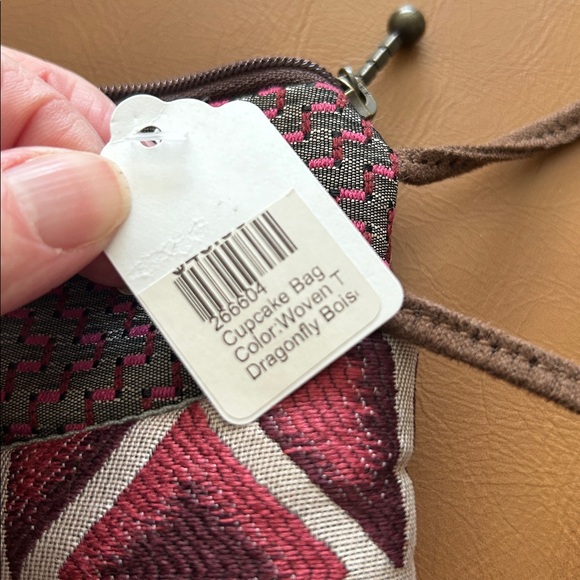 266604
Cupcake Bag
Color:Woven T
Dragonfly Bois